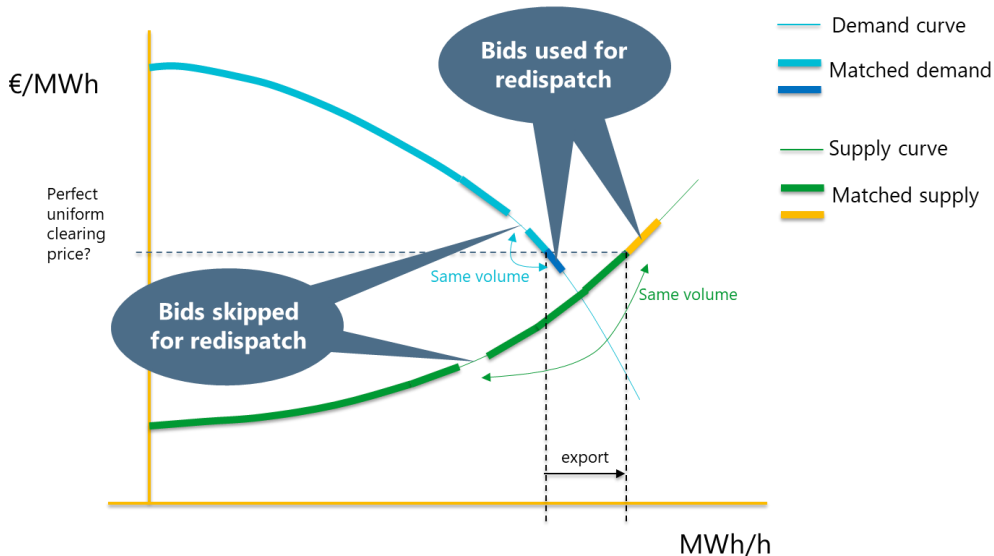 €/MWh
Bids used for
redispatch
Demand curve
Matched demand
Supply curve
Matched supply
Perfect
uniform
clearing
price?
Same volume
Same volume
Bids skipped
for redispatch
export
MWh/h